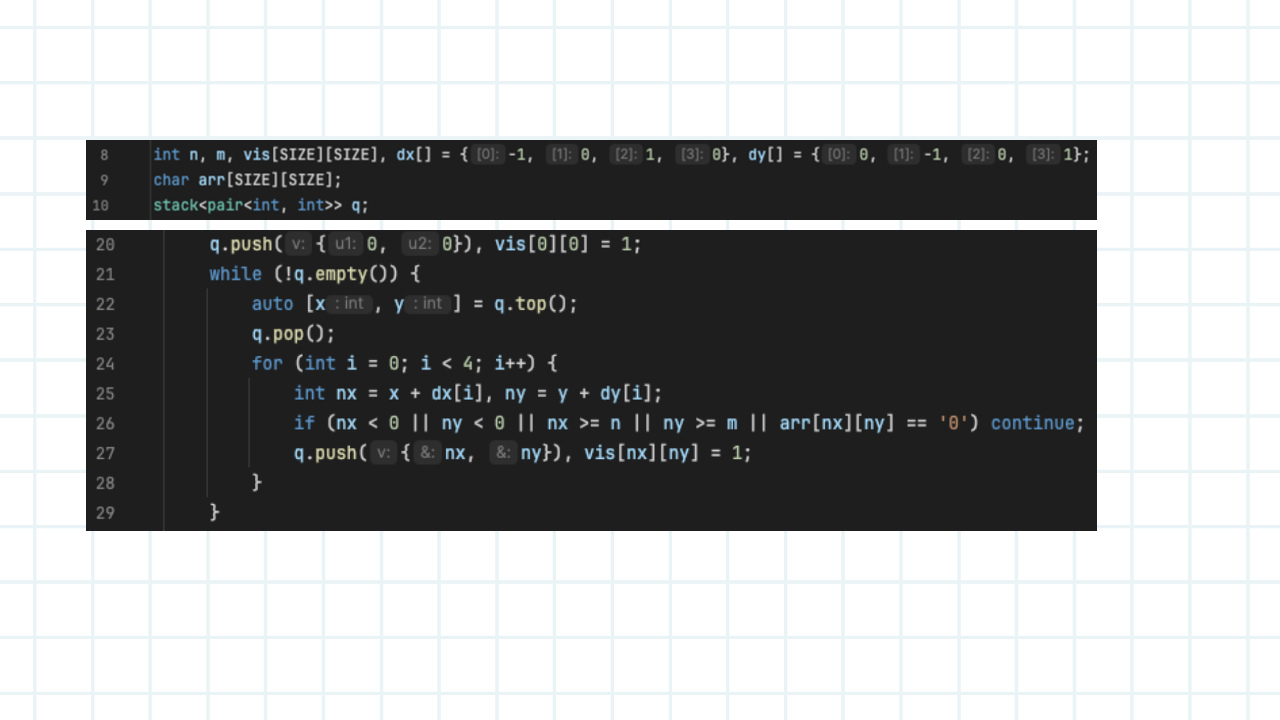 8 int n, m, vis[SIZE][SIZE], dx[] = {[0]: -1, [1]: 0, [2]: 1, [3]: 0}, dy[] = {[0]: 0, [1]: -1, [2]: 0, [3]: 1};
9 char arr[SIZE][SIZE];
10 stack<pair<int, int>> q;
20 q.push( v: {u1: 0, u2: 0}), vis[0][0] = 1;
21 while (!q.empty()) {
22 auto [x : int , y : int ] = q.top();
23 q.pop();
24 for (int i = 0; i < 4; i++) {
25 int nx = x + dx[i], ny = y + dy[i];
26 if (nx < 0 || ny < 0 || nx >= n || ny >= m || arr[nx][ny] == '0') continue;
27 q.push( v: { &: nx, &: ny}), vis[nx][ny] = 1;
28 }
29 }